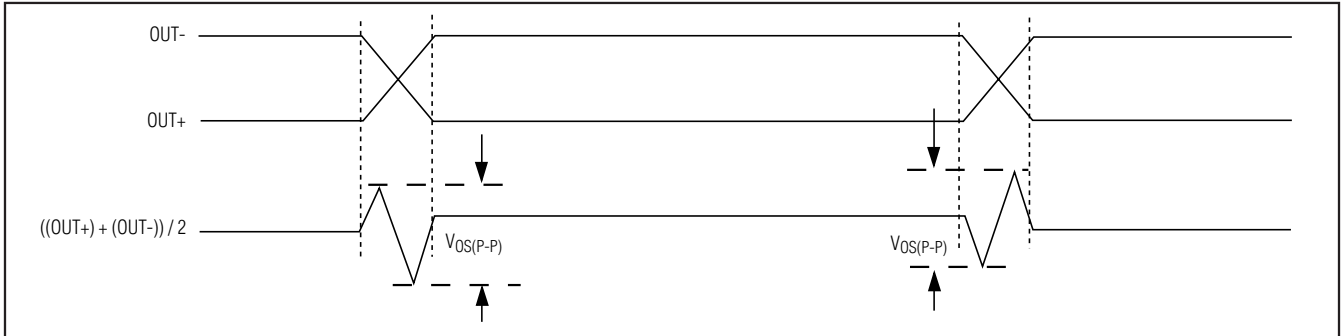 OUT-
OUT+
((OUT+) + (OUT-)) / 2
VOS(P-P)
VOS(P-P)